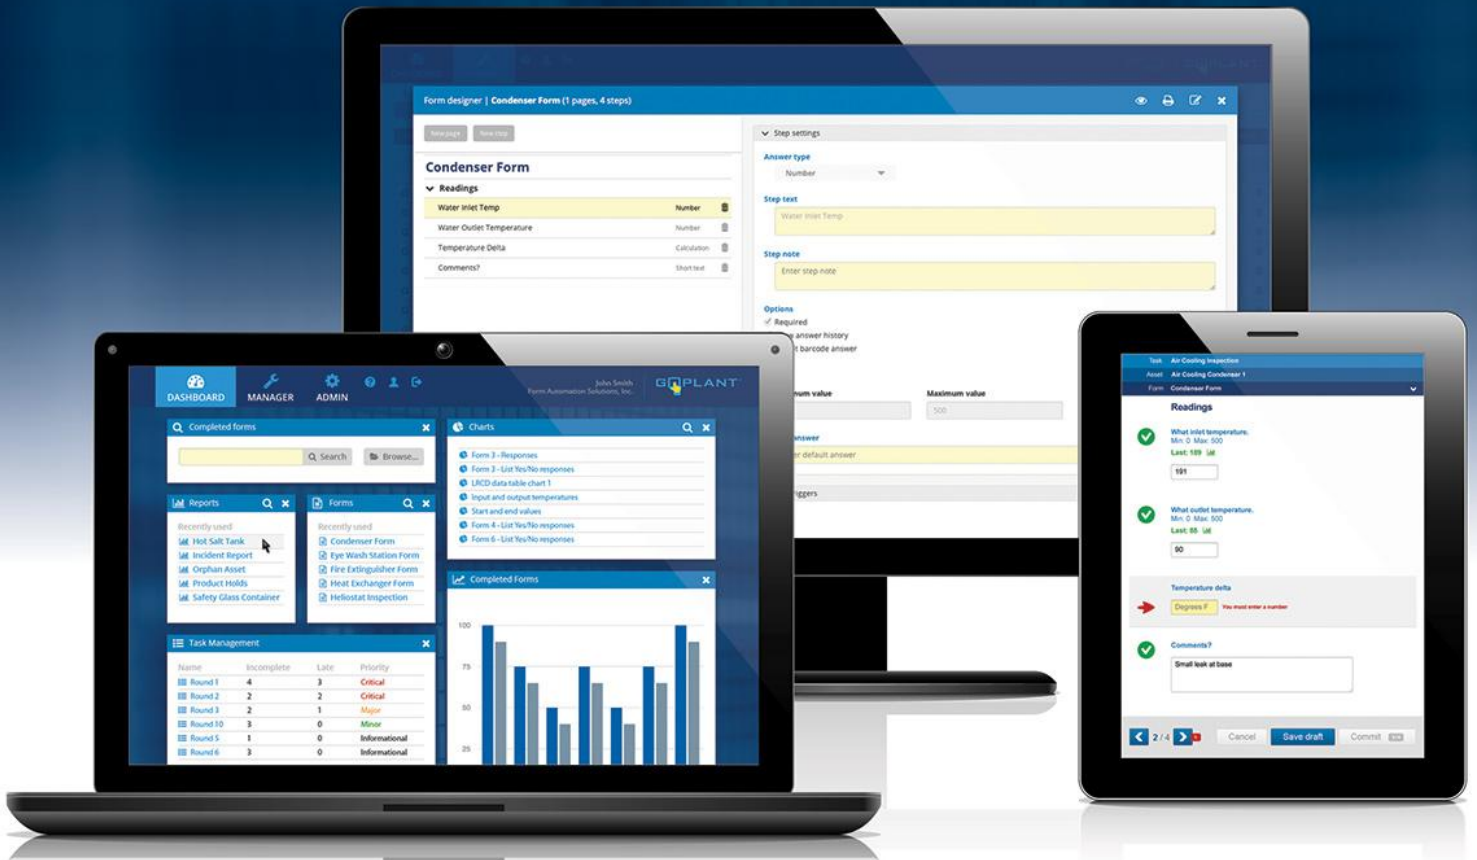 Form designer | Condenser Form (1 pages, 4 steps)
New page New step
Condenser Form
Readings
Water Inlet Temp Number
Water Outlet Temperature Number
Temperature Delta Calculation
Comments? Short text
Step settings
Answer type
Number
Step text
Water Inlet Temp
Step note
Enter step note
Options
Required
answer history
barcode answer
value Maximum value
500
answer
default answer
DASHBOARD MANAGER ADMIN
John Smith
Form Automation Solutions, Inc.
GOPLANT
Completed forms
Search Browse...
Reports
Recently used
Hot Salt Tank
Incident Report
Orphan Asset
Product Holds
Safety Glass Container
Forms
Recently used
Condenser Form
Eye Wash Station Form
Fire Extinguisher Form
Heat Exchanger Form
Heliostat Inspection
Charts
Form 3 - Responses
Form 3 - List Yes/No responses
LRCD data table chart 1
Input and output temperatures
Start and end values
Form 4 - List Yes/No responses
Form 6 - List Yes/No responses
Task Management
Name Incomplete Late Priority
Round 1 4 3 Critical
Round 2 2 2 Critical
Round 3 2 1 Major
Round 10 3 0 Minor
Round 5 1 0 Informational
Round 6 3 0 Informational
Completed Forms
100
75
50
25
Task Air Cooling Inspection
Asset Air Cooling Condenser 1
Form Condenser Form
Readings
What inlet temperature.
Min: 0 Max: 500
Last: 189
191
What outlet temperature.
Min: 0 Max: 500
Last: 88
90
Temperature delta
Degrees F You must enter a number
Comments?
Small leak at base
2 / 4 Cancel Save draft Commit